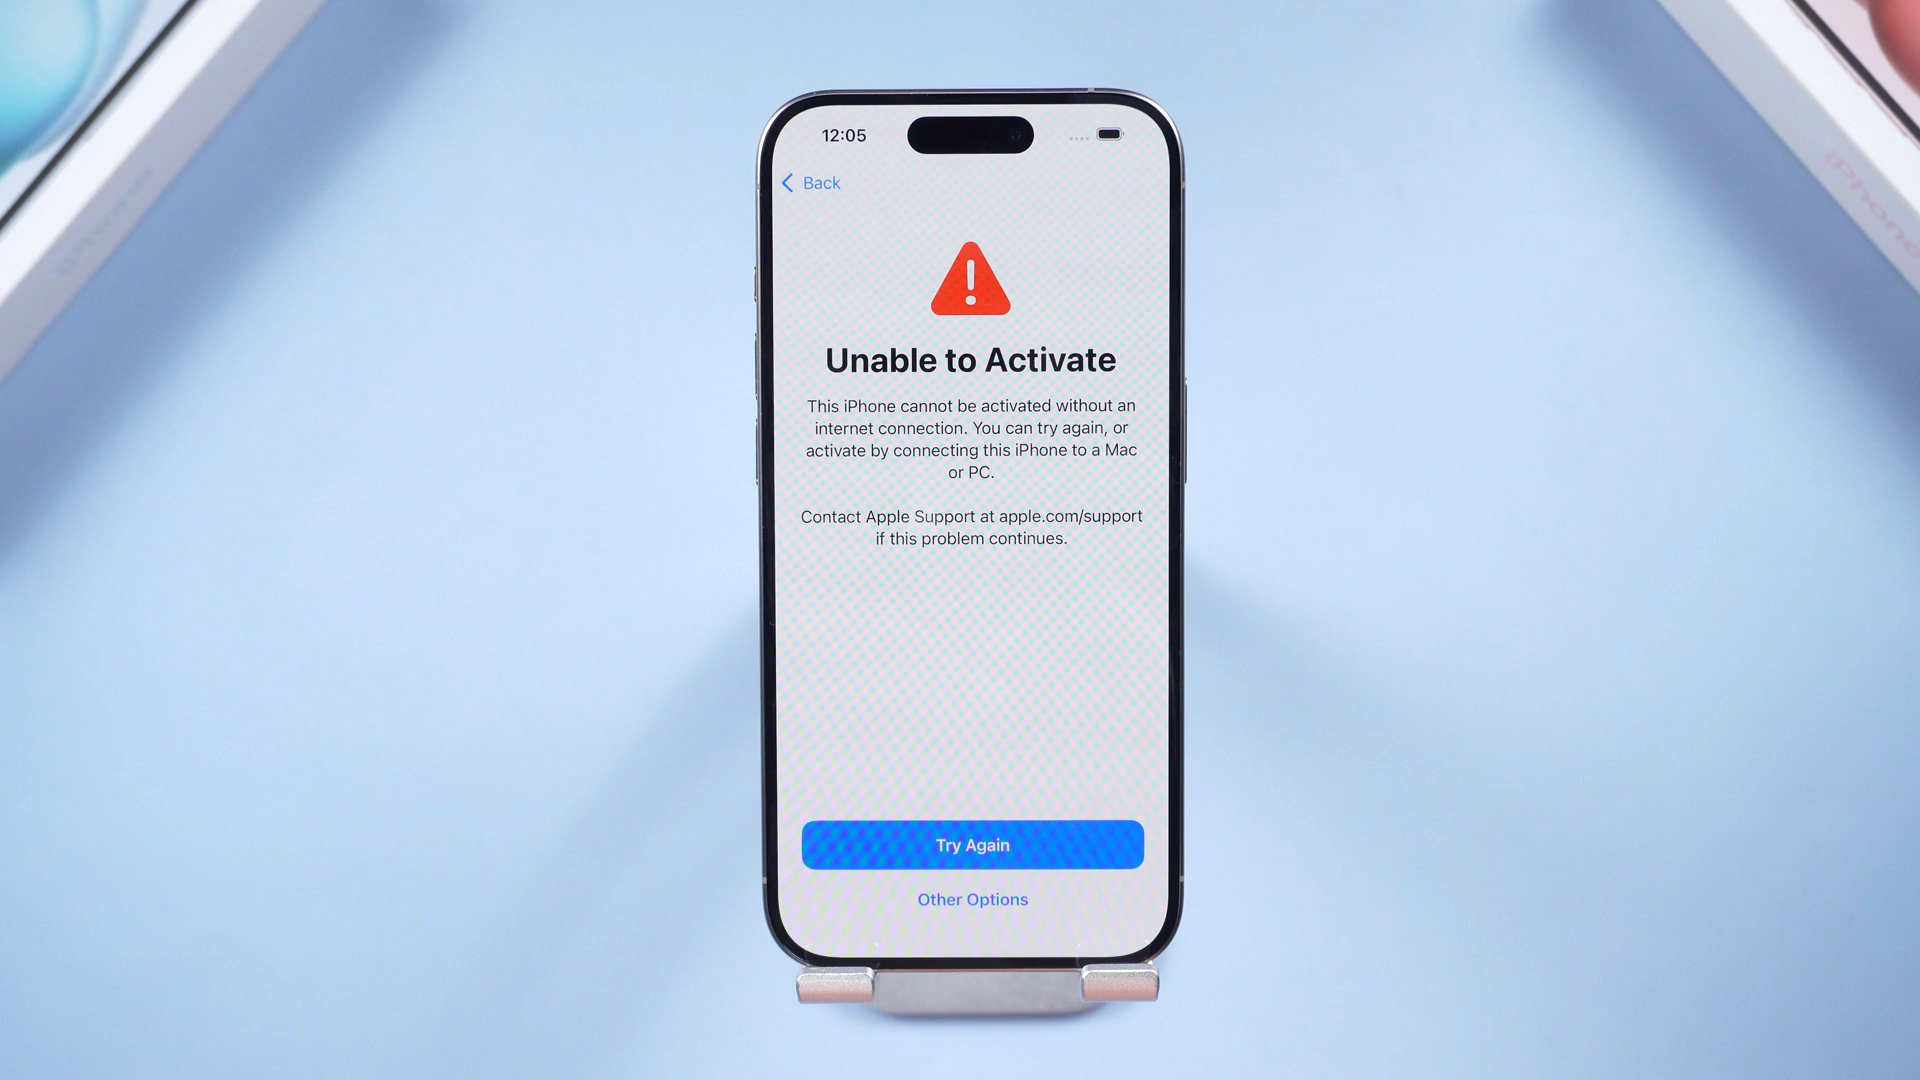 12:05
Back
Unable to Activate
This iPhone cannot be activated without an
internet connection. You can try again, or
activate by connecting this iPhone to a Mac
or PC.
Contact Apple Support at apple.com/support
if this problem continues.
Try Again
Other Options
iPhone